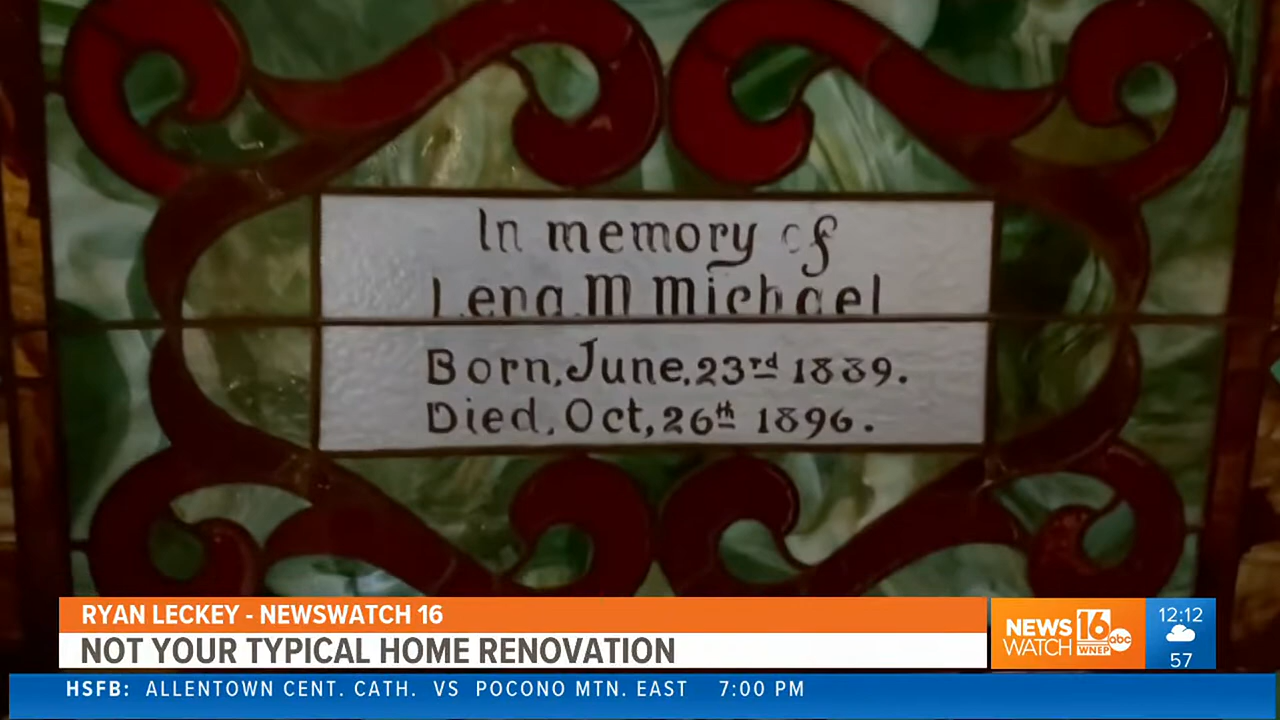 In memory of
Lena M Michael
Born, June, 23rd 1889.
Died, Oct, 26th 1896.
RYAN LECKEY - NEWSWATCH 16
NOT YOUR TYPICAL HOME RENOVATION
NEWS WATCH 16 WNEP abc
12:12
57
HSFB: ALLENTOWN CENT. CATH. VS POCONO MTN. EAST 7:00 PM